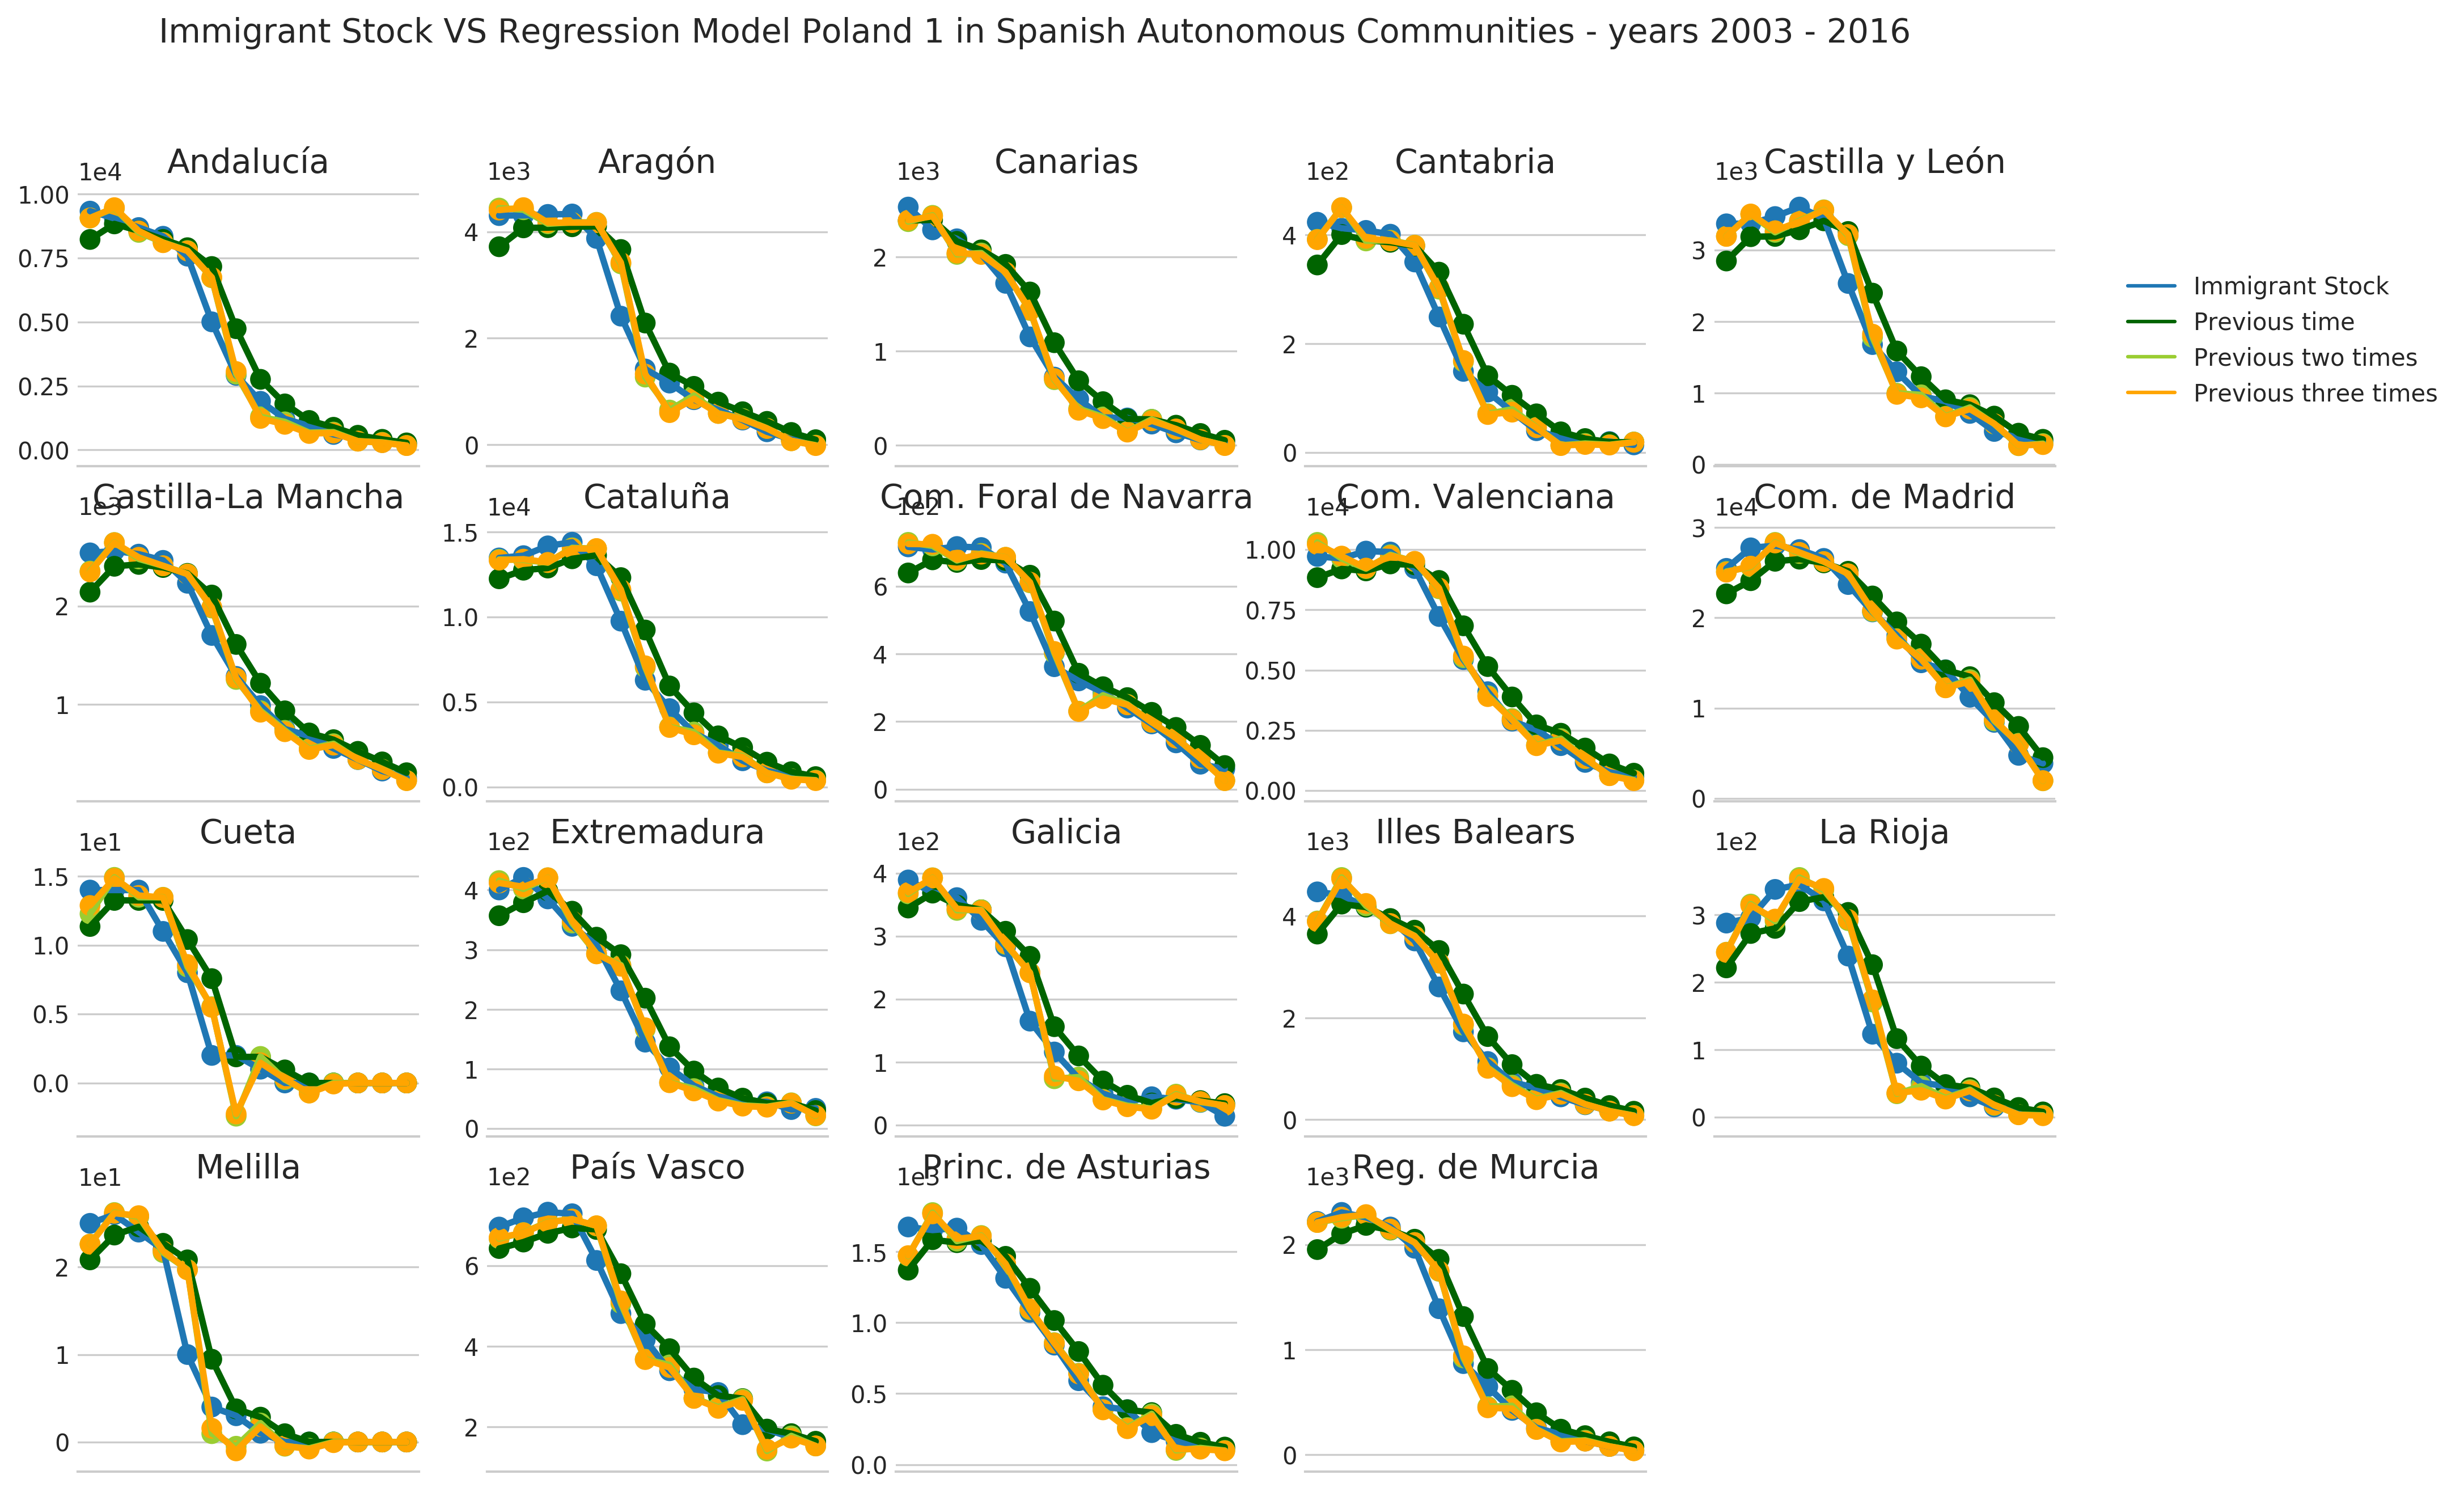 Immigrant Stock VS Regression Model Poland 1 in Spanish Autonomous Communities - years 2003 - 2016
Andalucía
1e4
1.00
0.75
0.50
0.25
0.00
Aragón
1e3
4
2
0
Canarias
1e3
2
1
0
Cantabria
1e2
4
2
0
Castilla y León
1e3
3
2
1
0
Immigrant Stock
Previous time
Previous two times
Previous three times
Castilla-La Mancha
1e3
2
1
Cataluña
1e4
1.5
1.0
0.5
0.0
Com. Foral de Navarra
1e2
6
4
2
0
Com. Valenciana
1e4
1.00
0.75
0.50
0.25
0.00
Com. de Madrid
1e4
3
2
1
0
Cueta
1e1
1.5
1.0
0.5
0.0
Extremadura
1e2
4
3
2
1
0
Galicia
1e2
4
3
2
1
0
Illes Balears
1e3
4
2
0
La Rioja
1e2
3
2
1
0
Melilla
1e1
2
1
0
País Vasco
1e2
6
4
2
Princ. de Asturias
1e3
1.5
1.0
0.5
0.0
Reg. de Murcia
1e3
2
1
0